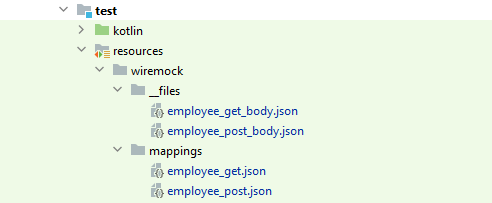 test
kotlin
resources
wiremock
__files
employee_get_body.json
employee_post_body.json
mappings
employee_get.json
employee_post.json